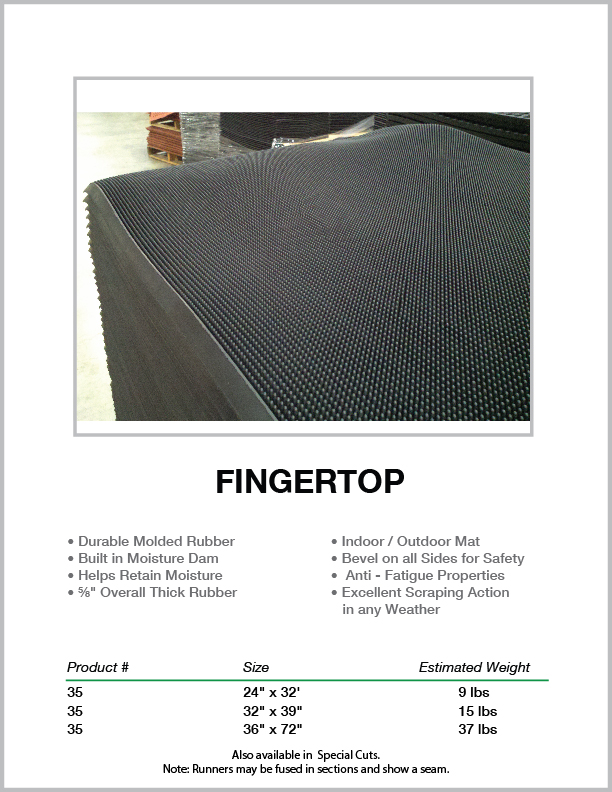 FINGERTOP
• Durable Molded Rubber
• Built in Moisture Dam
• Helps Retain Moisture
• ⅝" Overall Thick Rubber
• Indoor / Outdoor Mat
• Bevel on all Sides for Safety
• Anti - Fatigue Properties
• Excellent Scraping Action
in any Weather
Product # Size Estimated Weight
35 24" x 32' 9 lbs
35 32" x 39" 15 lbs
35 36" x 72" 37 lbs
Also available in Special Cuts.
Note: Runners may be fused in sections and show a seam.